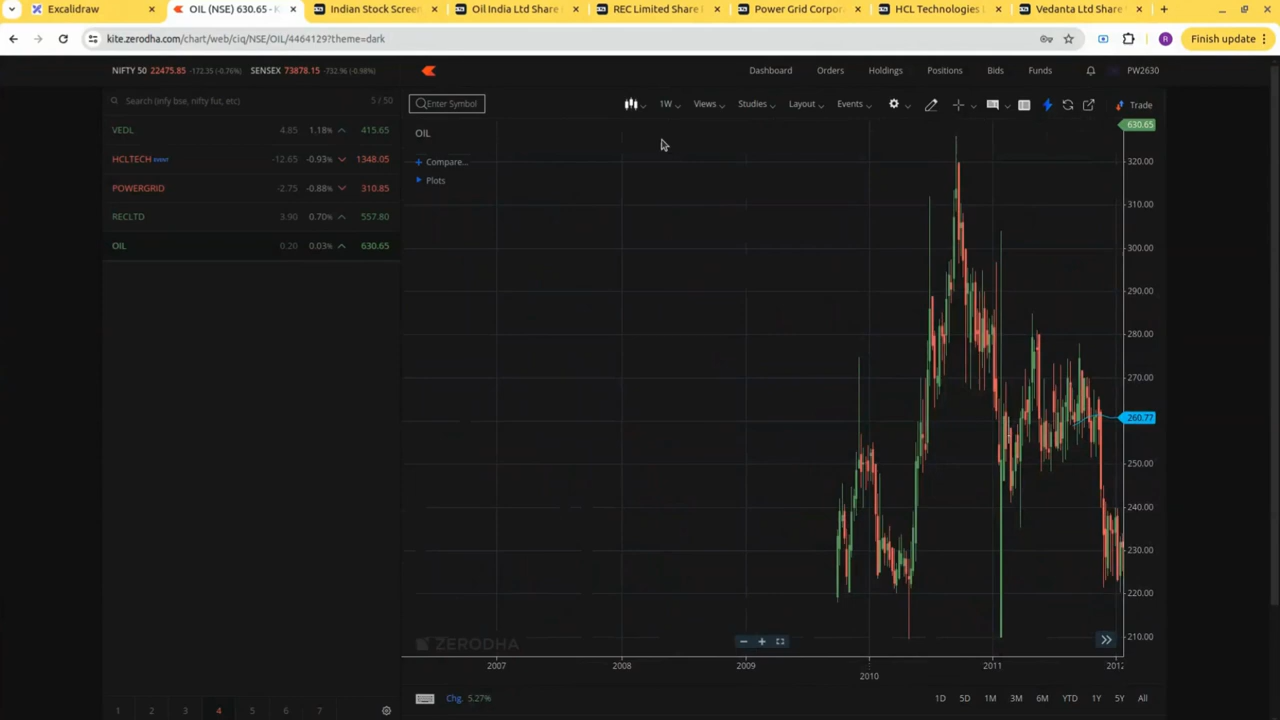 Excalidraw
OIL (NSE) 630.65 - K
Indian Stock Screen
Oil India Ltd Share
REC Limited Share P
Power Grid Corpor
HCL Technologies L
Vedanta Ltd Share
kite.zerodha.com/chart/web/ciq/NSE/OIL/4464129?theme=dark
R
Finish update
NIFTY 50 22475.85 -172.35 (-0.76%) SENSEX 73878.15 -732.96 (-0.98%)
Dashboard Orders Holdings Positions Bids Funds PW2630
Search (infy bse, nifty fut, etc) 5 / 50
Enter Symbol 1W Views Studies Layout Events Trade
VEDL 4.85 1.18% 415.65
HCLTECH EVENT -12.65 -0.93% 1348.05
POWERGRID -2.75 -0.88% 310.85
RECLTD 3.90 0.70% 557.80
OIL 0.20 0.03% 630.65
OIL
+ Compare...
Plots
630.65
320.00
310.00
300.00
290.00
280.00
270.00
260.77
250.00
240.00
230.00
220.00
210.00
ZERODHA
2007 2008 2009 2010 2011 2012
Chg. 5.27%
1D 5D 1M 3M 6M YTD 1Y 5Y All
1 2 3 4 5 6 7